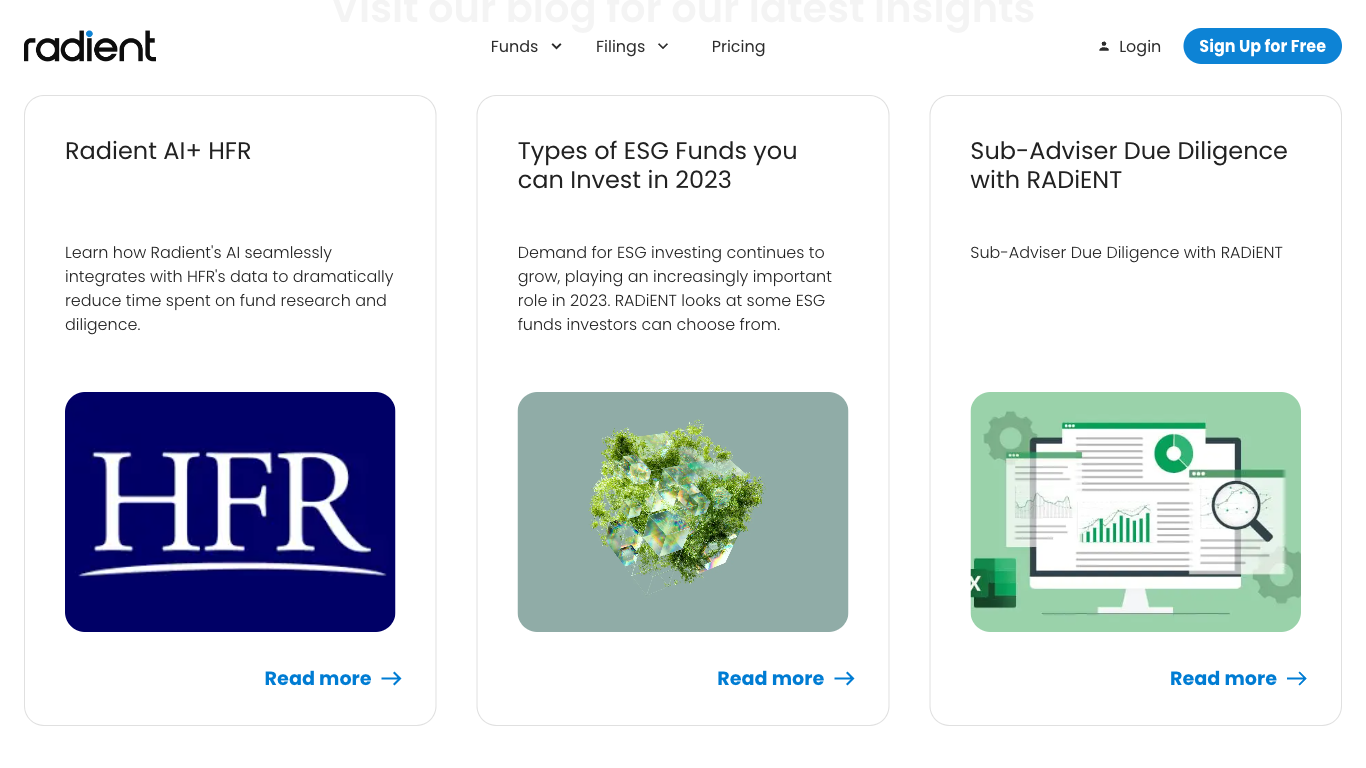 Visit our blog for our latest insights
radient
Funds
Filings
Pricing
Login
Sign Up for Free
Radient AI+ HFR
Learn how Radient's AI seamlessly
integrates with HFR's data to dramatically
reduce time spent on fund research and
diligence.
HFR
Read more
Types of ESG Funds you
can Invest in 2023
Demand for ESG investing continues to
grow, playing an increasingly important
role in 2023. RADiENT looks at some ESG
funds investors can choose from.
Read more
Sub-Adviser Due Diligence
with RADiENT
Sub-Adviser Due Diligence with RADiENT
X
Read more